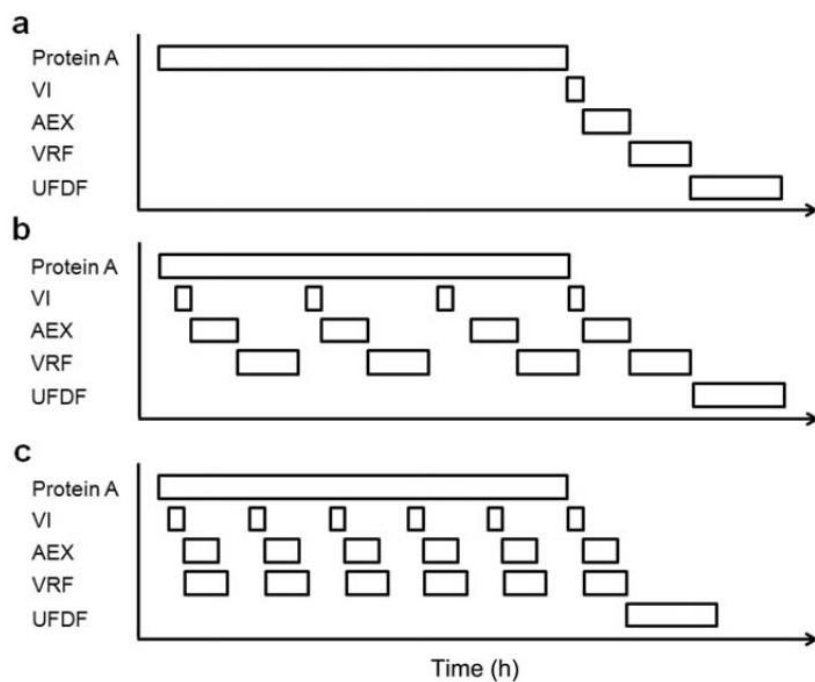 a
Protein A
VI
AEX
VRF
UFDF
b
Protein A
VI
AEX
VRF
UFDF
c
Protein A
VI
AEX
VRF
UFDF
Time (h)